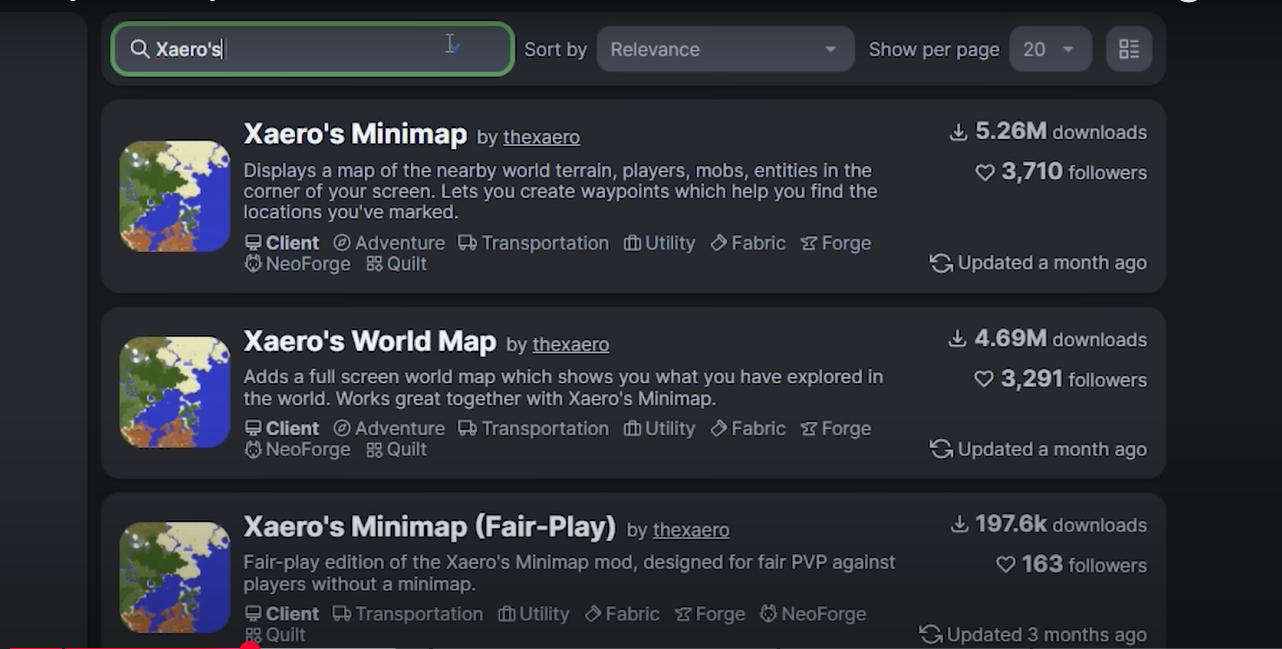 Xaero's
Sort by
Relevance
Show per page
20
Xaero's Minimap by thexaero
5.26M downloads
Displays a map of the nearby world terrain, players, mobs, entities in the
3,710 followers
corner of your screen. Lets you create waypoints which help you find the
locations you've marked.
Client Adventure Transportation Utility Fabric Forge
NeoForge Quilt
Updated a month ago
Xaero's World Map by thexaero
4.69M downloads
Adds a full screen world map which shows you what you have explored in
3,291 followers
the world. Works great together with Xaero's Minimap.
Client Adventure Transportation Utility Fabric Forge
NeoForge Quilt
Updated a month ago
Xaero's Minimap (Fair-Play) by thexaero
197.6k downloads
Fair-play edition of the Xaero's Minimap mod, designed for fair PVP against
163 followers
players without a minimap.
Client Transportation Utility Fabric Forge NeoForge
Quilt
Updated 3 months ago